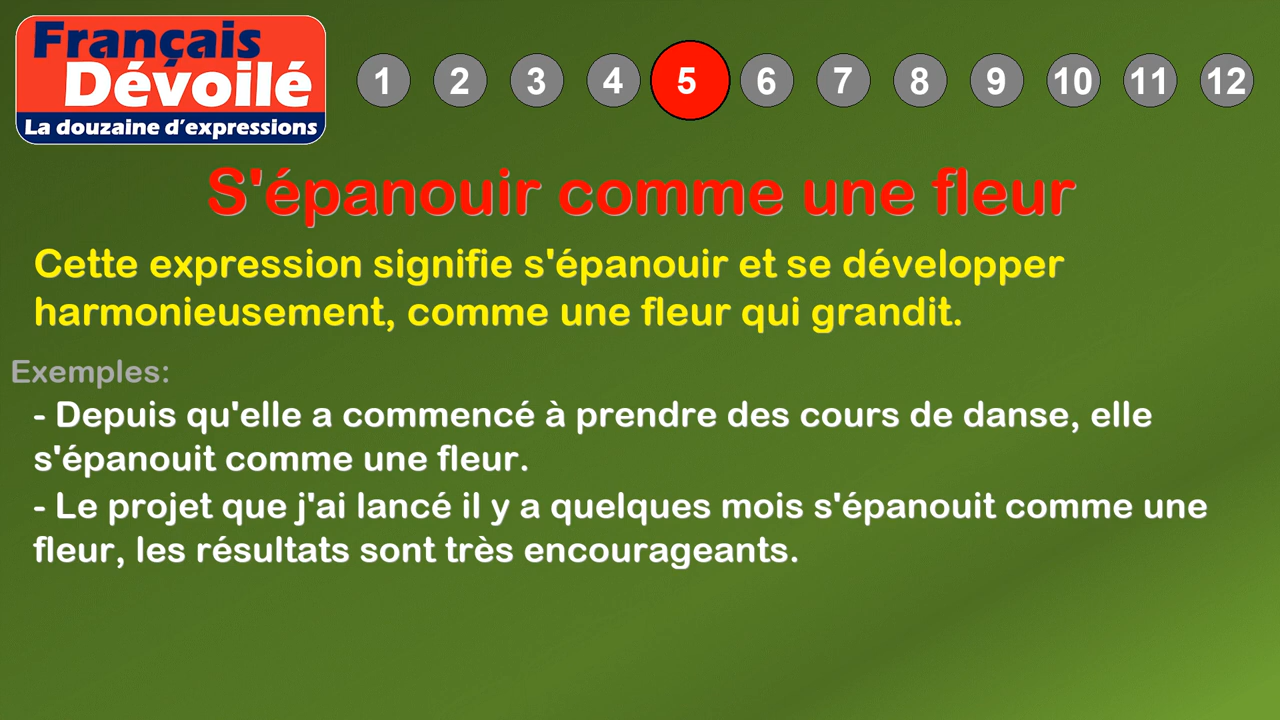 Français
Dévoilé
La douzaine d'expressions
1 2 3 4 5 6 7 8 9 10 11 12
S'épanouir comme une fleur
Cette expression signifie s'épanouir et se développer
harmonieusement, comme une fleur qui grandit.
Exemples:
- Depuis qu'elle a commencé à prendre des cours de danse, elle
s'épanouit comme une fleur.
- Le projet que j'ai lancé il y a quelques mois s'épanouit comme une
fleur, les résultats sont très encourageants.